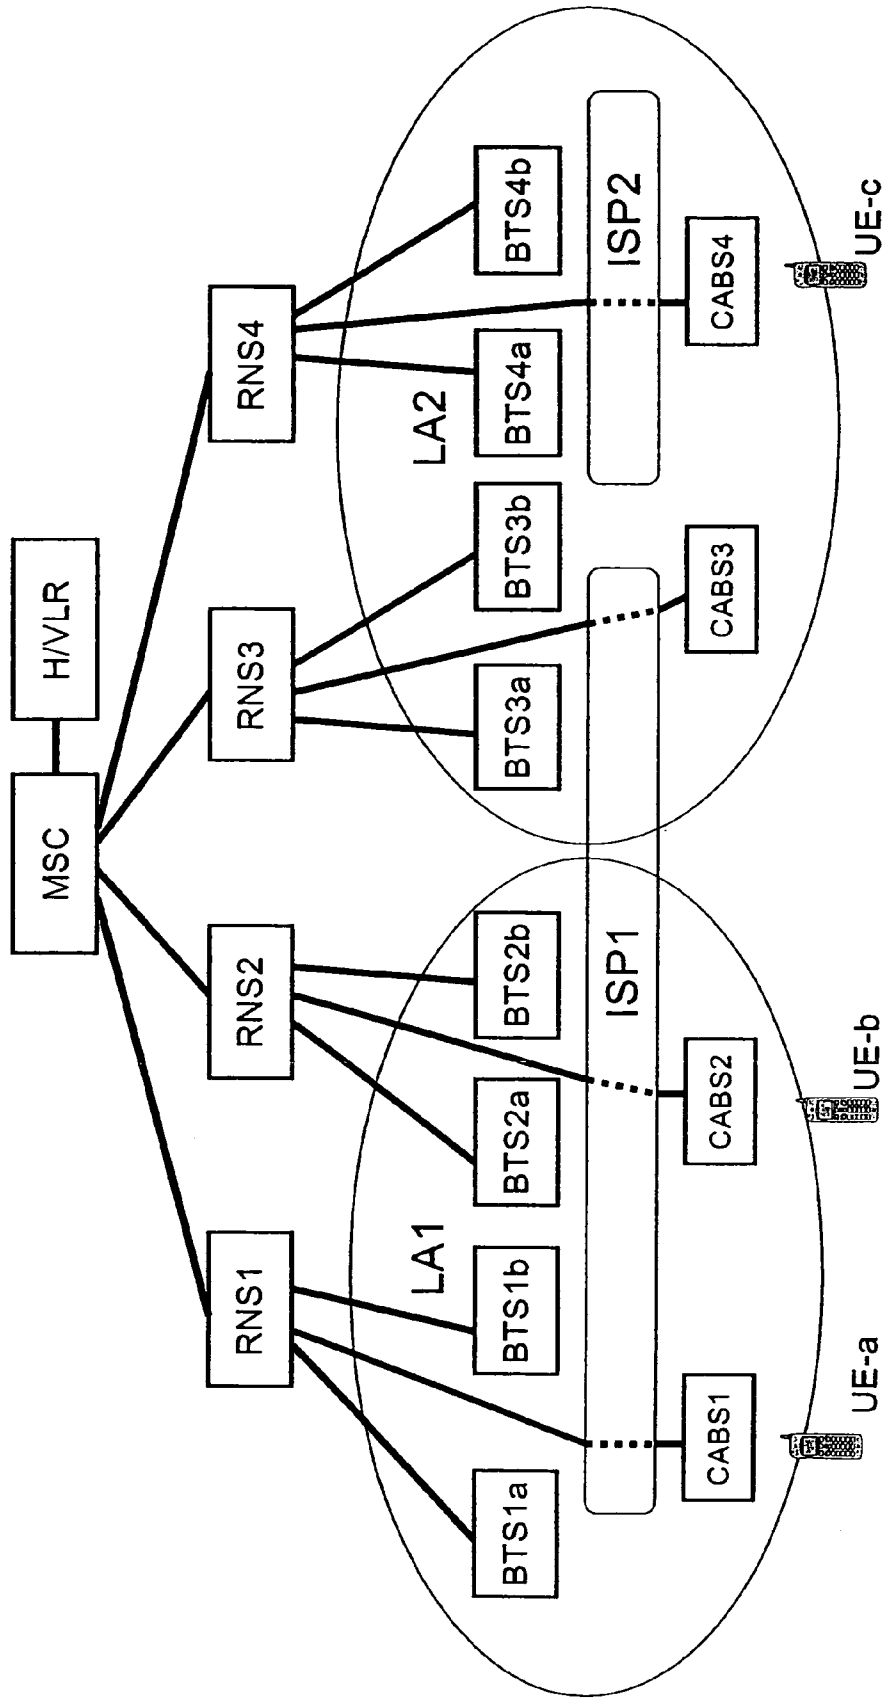 MSC
H/VLR
RNS1
RNS2
RNS3
RNS4
LA1
LA2
BTS1a
BTS1b
BTS2a
BTS2b
BTS3a
BTS3b
BTS4a
BTS4b
ISP1
ISP2
CABS1
CABS2
CABS3
CABS4
UE-a
UE-b
UE-c